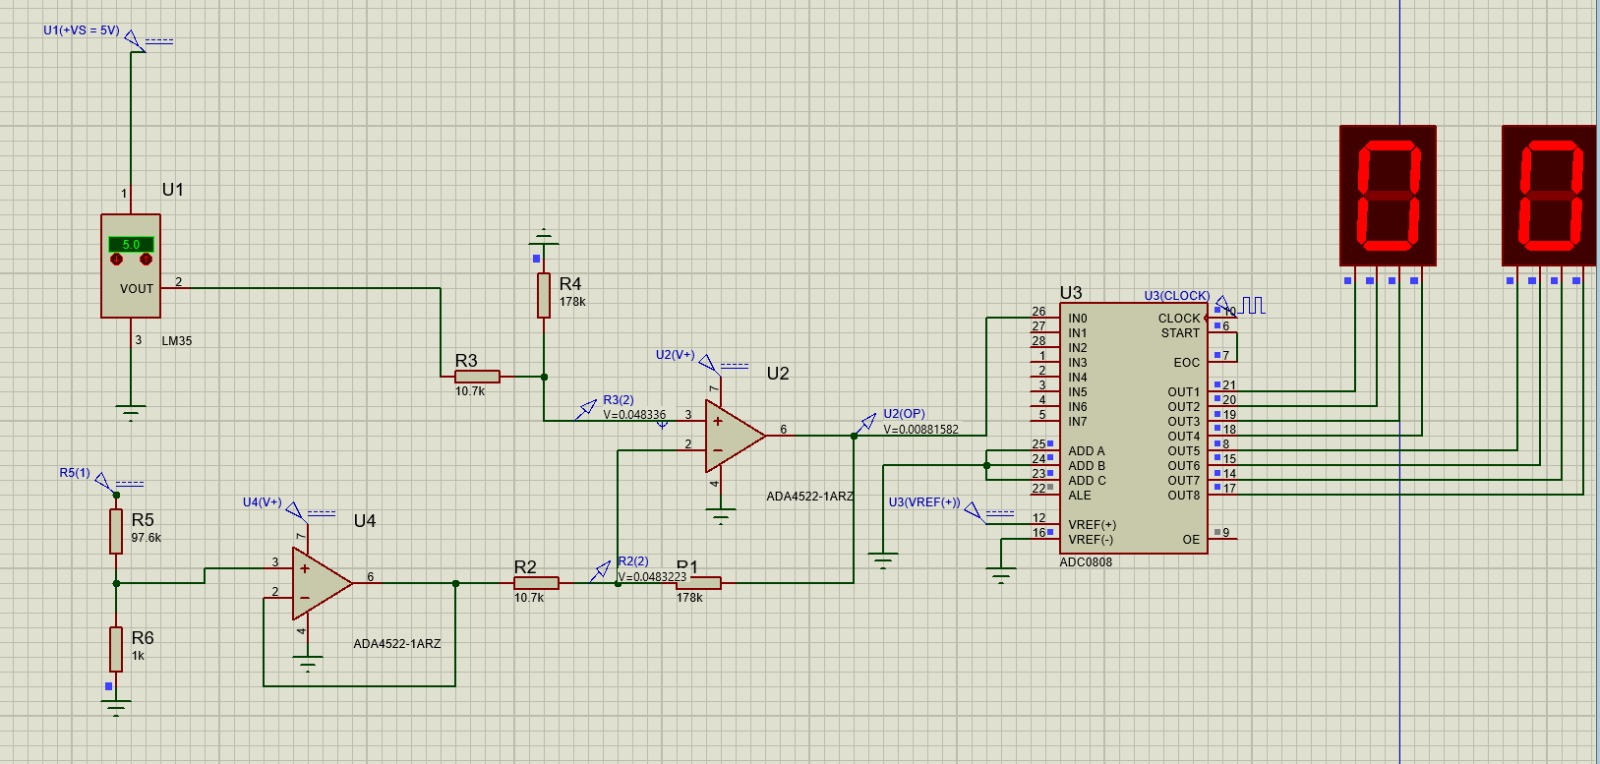 U1(+VS = 5V)
1
U1
5.0
VOUT
2
3
LM35
R4
178k
R3
10.7k
R3(2)
V=0.048336
U2(V+)
U2
7
3
2
6
4
ADA4522-1ARZ
U2(OP)
V=0.00881582
R5(1)
R5
97.6k
R6
1k
U4(V+)
U4
7
3
2
6
4
ADA4522-1ARZ
R2
10.7k
R2(2)
V=0.0483223
R1
178k
U3
U3(CLOCK)
26 IN0 CLOCK 10
27 IN1 START 6
28 IN2
1 IN3 EOC 7
2 IN4
3 IN5 OUT1 21
4 IN6 OUT2 20
5 IN7 OUT3 19
OUT4 18
25 ADD A OUT5 8
24 ADD B OUT6 15
23 ADD C OUT7 14
22 ALE OUT8 17
U3(VREF(+))
12 VREF(+)
16 VREF(-) OE 9
ADC0808
0 0